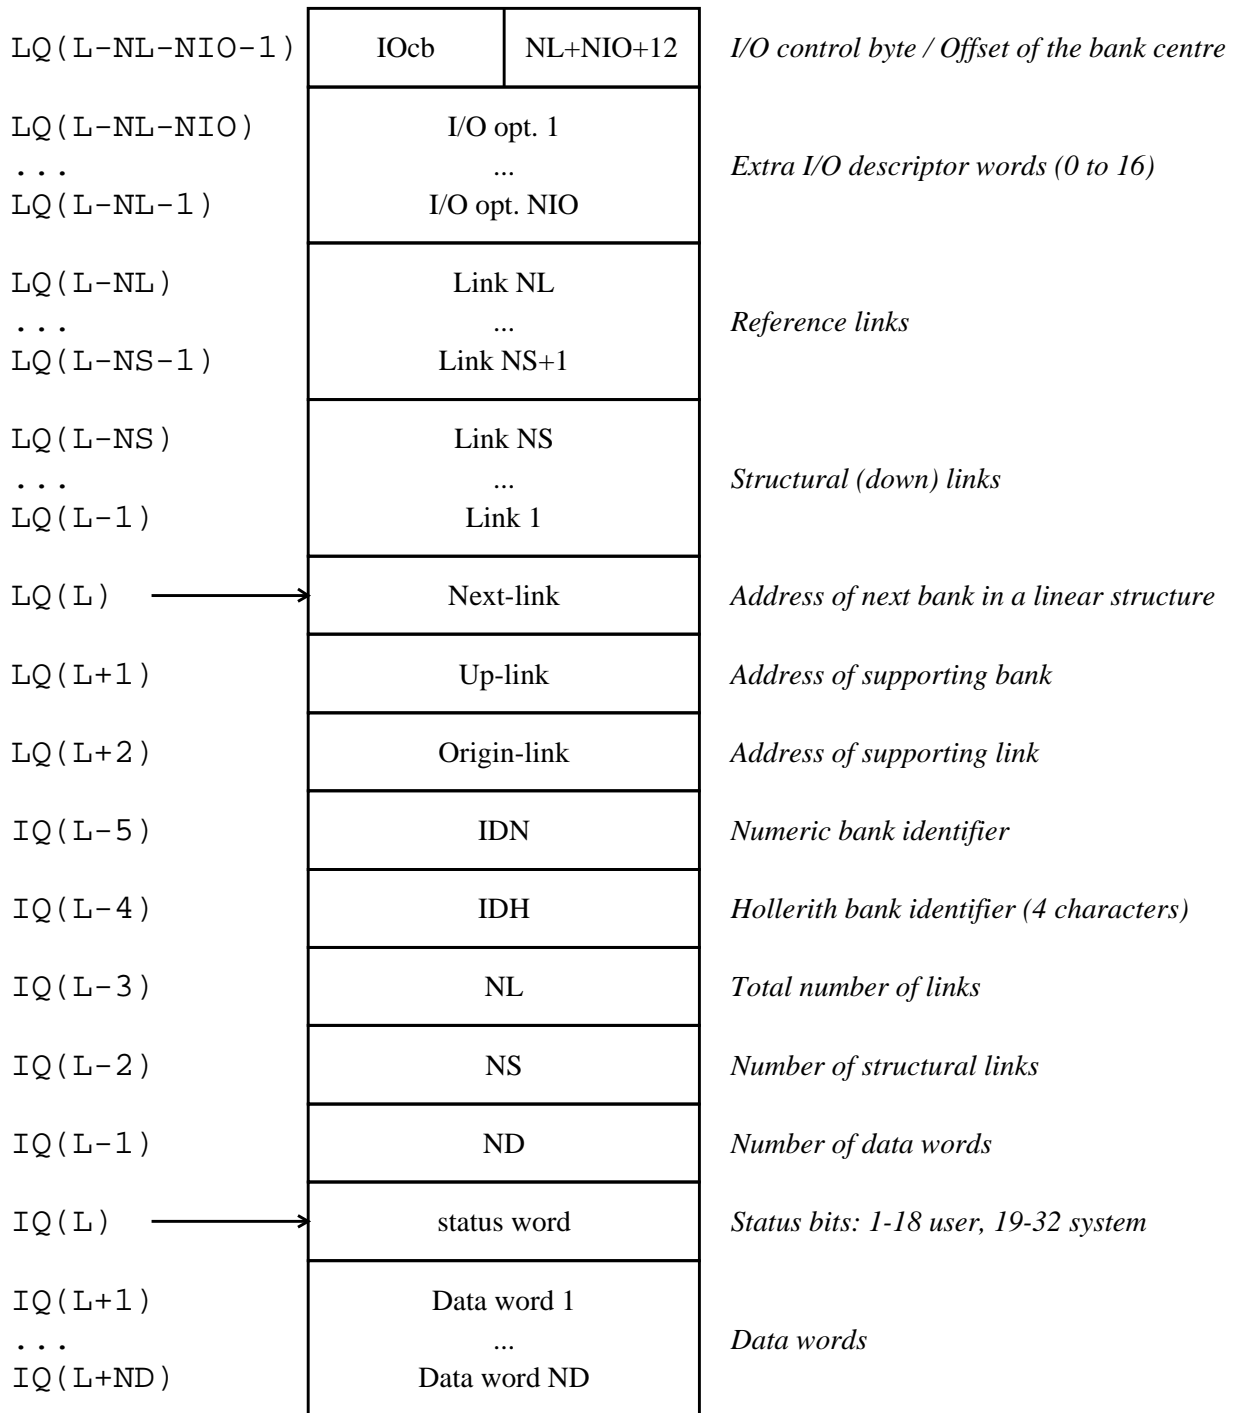 LQ(L-NL-NIO-1) IOcb NL+NIO+12 I/O control byte / Offset of the bank centre
LQ(L-NL-NIO) I/O opt. 1
... ... Extra I/O descriptor words (0 to 16)
LQ(L-NL-1) I/O opt. NIO
LQ(L-NL) Link NL
... ... Reference links
LQ(L-NS-1) Link NS+1
LQ(L-NS) Link NS
... ... Structural (down) links
LQ(L-1) Link 1
LQ(L) Next-link Address of next bank in a linear structure
LQ(L+1) Up-link Address of supporting bank
LQ(L+2) Origin-link Address of supporting link
IQ(L-5) IDN Numeric bank identifier
IQ(L-4) IDH Hollerith bank identifier (4 characters)
IQ(L-3) NL Total number of links
IQ(L-2) NS Number of structural links
IQ(L-1) ND Number of data words
IQ(L) status word Status bits: 1-18 user, 19-32 system
IQ(L+1) Data word 1
... ... Data words
IQ(L+ND) Data word ND